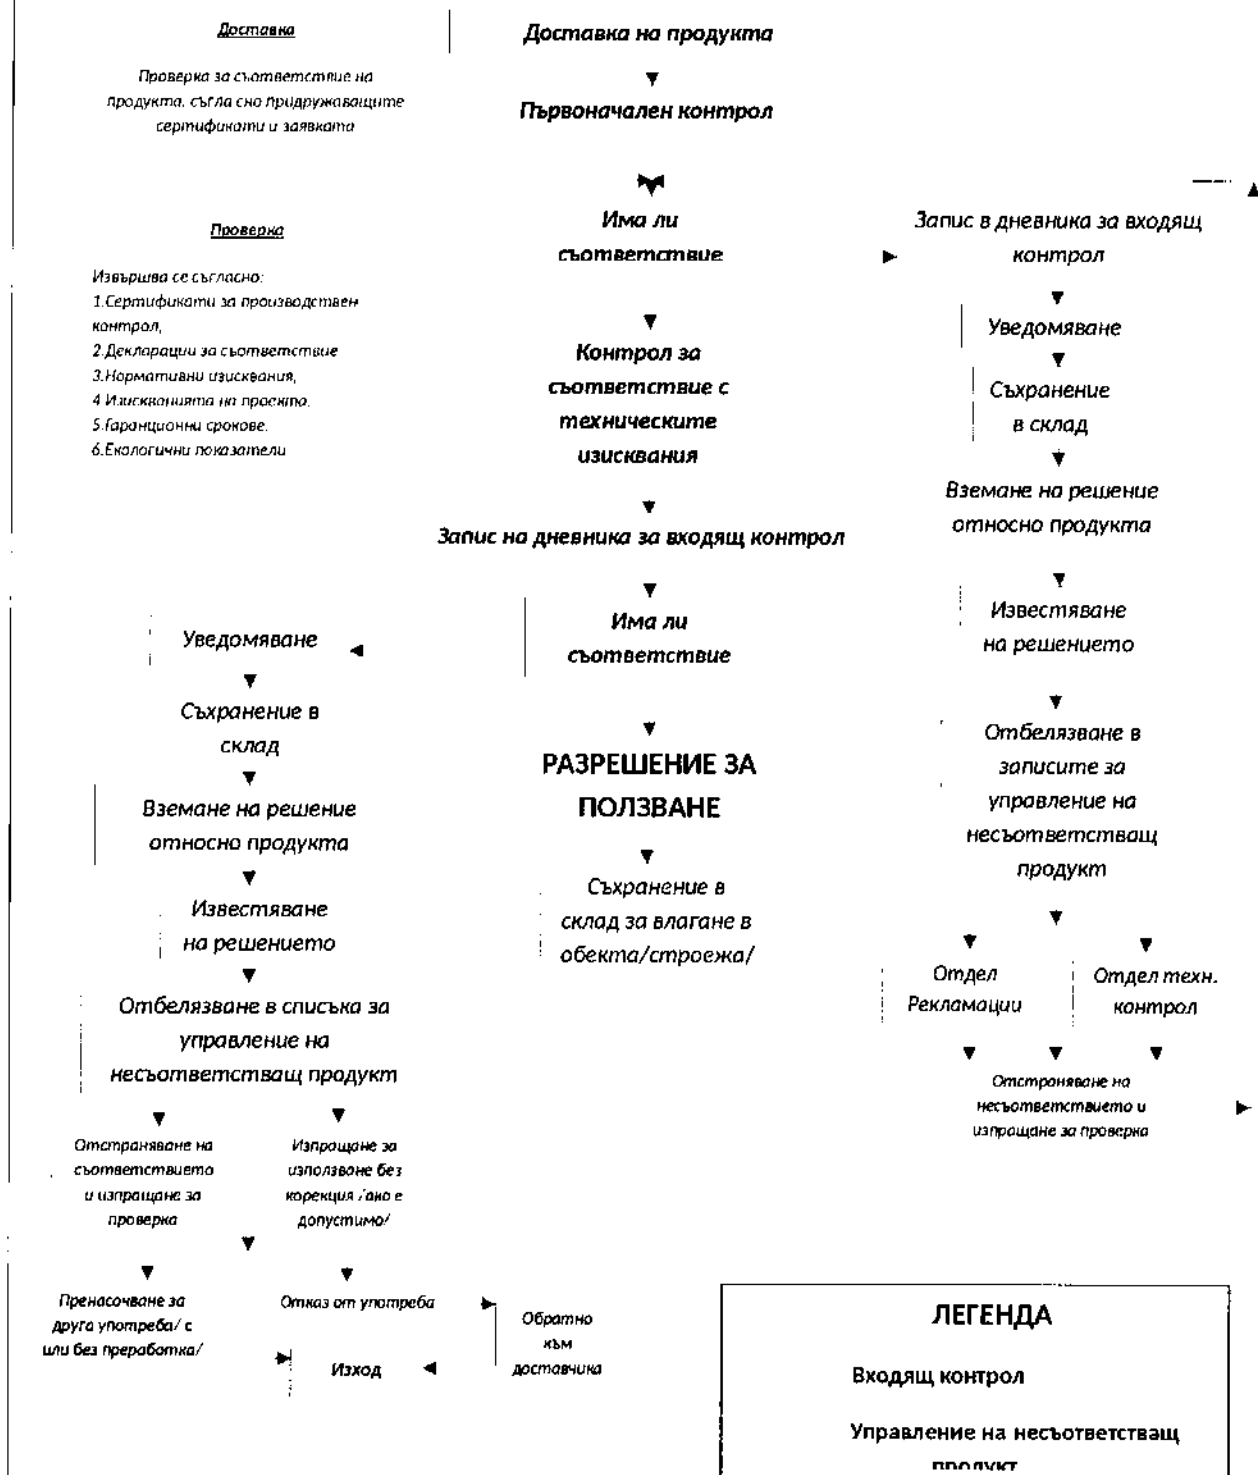 Доставка
Проверка за съответствие на
продукта, съгласно придружаващите
сертификати и заявката
Проверка
Извършва се съгласно:
1.Сертификати за производствен
контрол,
2.Декларации за съответствие
3.Нормативни изисквания,
4 Изискванията на проекта.
5.Гаранционни срокове.
6.Екологични показатели
Доставка на продукта
Първоначален контрол
Има ли
съответствие
Контрол за
съответствие с
техническите
изисквания
Запис на дневника за входящ контрол
Има ли
съответствие
РАЗРЕШЕНИЕ ЗА
ПОЛЗВАНЕ
Съхранение в
склад за влагане в
обекта/строежа/
Запис в дневника за входящ
контрол
Уведомяване
Съхранение
в склад
Вземане на решение
относно продукта
Известяване
на решението
Отбелязване в
записите за
управление на
несъответстващ
продукт
Отдел
Рекламации
Отдел техн.
контрол
Отстраняване на
несъответствието и
изпращане за проверка
Уведомяване
Съхранение в
склад
Вземане на решение
относно продукта
Известяване
на решението
Отбелязване в списъка за
управление на
несъответстващ продукт
Отстраняване на
съответствието
и изпращане за
проверка
Изпращане за
използване без
корекция /ако е
допустимо/
Пренасочване за
друга употреба/ с
или без преработка/
Отказ от употреба
Обратно
към
доставчика
Изход
ЛЕГЕНДА
Входящ контрол
Управление на несъответстващ
продукт